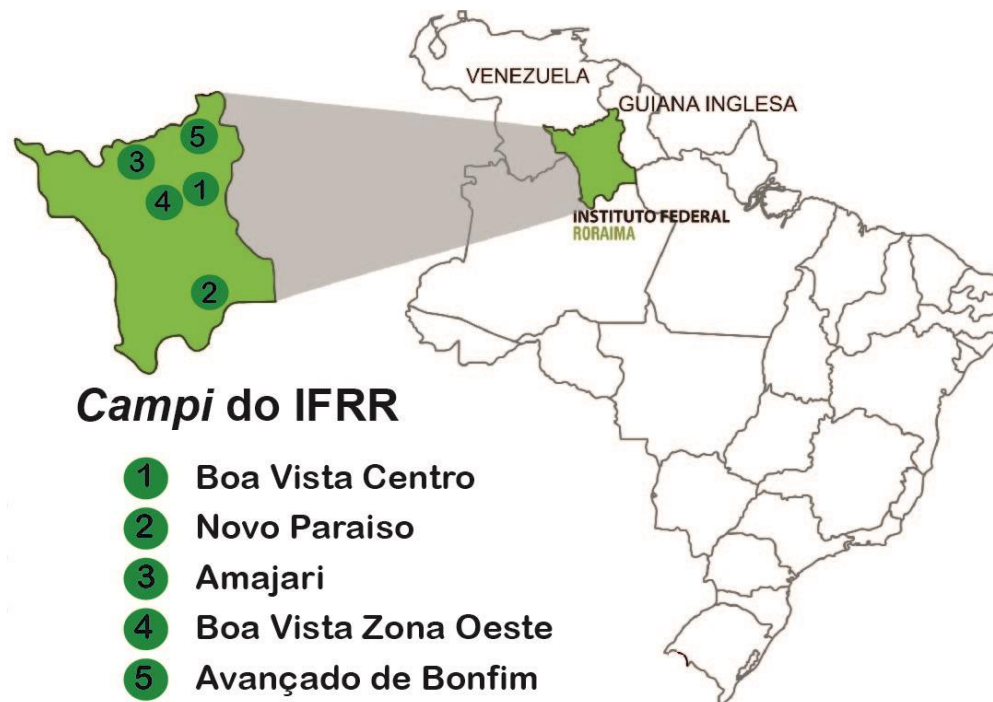 VENEZUELA
GUIANA INGLESA
INSTITUTO FEDERAL
RORAIMA
5
3
4
1
2
Campi do IFRR
1 Boa Vista Centro
2 Novo Paraiso
3 Amajari
4 Boa Vista Zona Oeste
5 Avançado de Bonfim